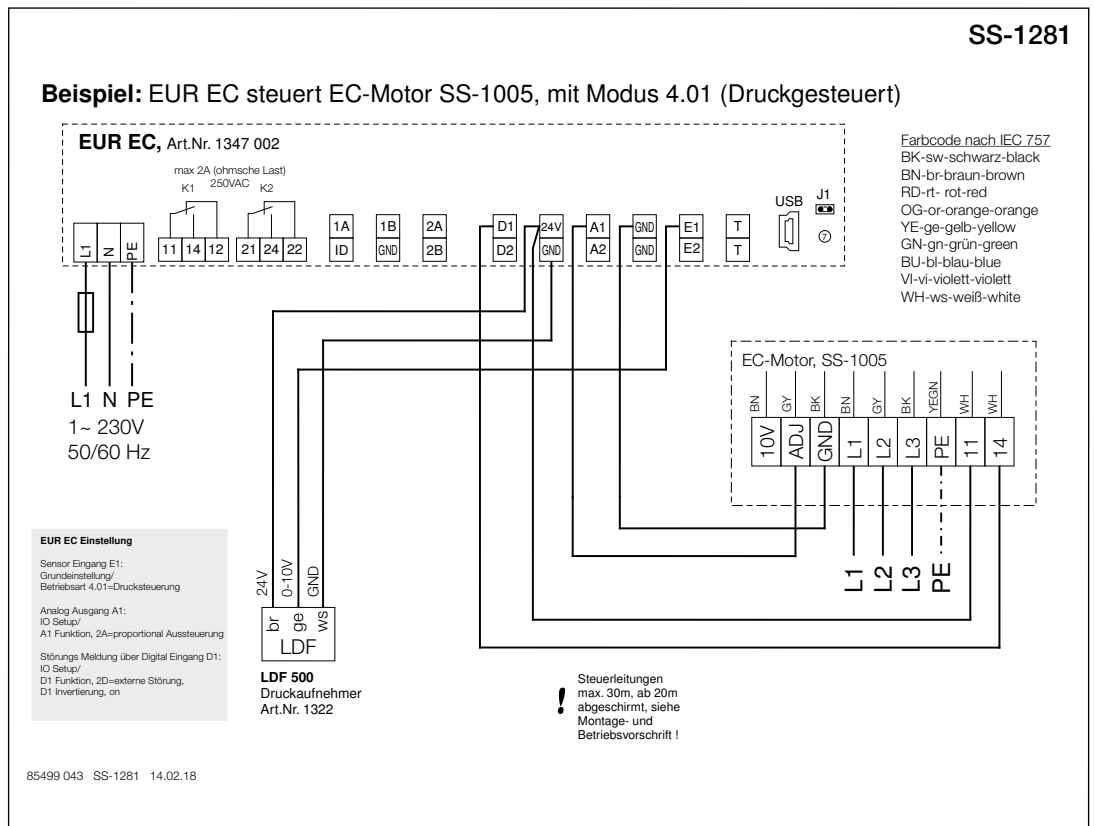 SS-1281
Beispiel: EUR EC steuert EC-Motor SS-1005, mit Modus 4.01 (Druckgesteuert)
EUR EC, Art.Nr. 1347 002
max 2A (ohmsche Last)
250VAC
K1 K2
L1 N PE
11 14 12
21 24 22
1A 1B 2A
ID GND 2B
D1 24V A1 GND E1 T
D2 GND A2 GND E2 T
USB
J1
7
Farbcode nach IEC 757
BK-sw-schwarz-black
BN-br-braun-brown
RD-rt- rot-red
OG-or-orange-orange
YE-ge-gelb-yellow
GN-gn-grün-green
BU-bl-blau-blue
VI-vi-violett-violett
WH-ws-weiß-white
L1 N PE
1~ 230V
50/60 Hz
EC-Motor, SS-1005
BN GY BK BN GY BK YEGN WH WH
10V ADJ GND L1 L2 L3 PE 11 14
L1 L2 L3 PE
EUR EC Einstellung
Sensor Eingang E1:
Grundeinstellung/
Betriebsart 4.01=Drucksteuerung
Analog Ausgang A1:
IO Setup/
A1 Funktion, 2A=proportional Aussteuerung
Störungs Meldung über Digital Eingang D1:
IO Setup/
D1 Funktion, 2D=externe Störung,
D1 Invertierung, on
24V 0-10V GND
br ge ws
LDF
LDF 500
Druckaufnehmer
Art.Nr. 1322
!
Steuerleitungen
max. 30m, ab 20m
abgeschirmt, siehe
Montage- und
Betriebsvorschrift !
85499 043 SS-1281 14.02.18